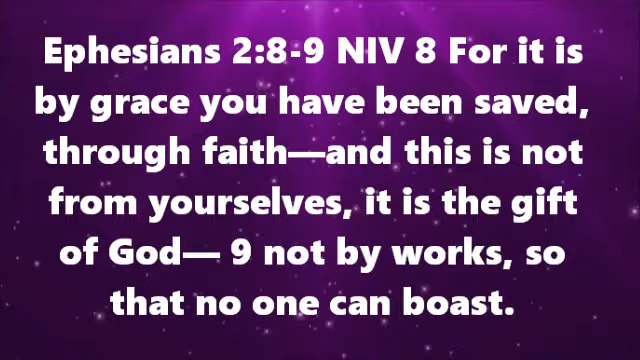 Ephesians 2:8-9 NIV 8 For it is
by grace you have been saved,
through faith—and this is not
from yourselves, it is the gift
of God— 9 not by works, so
that no one can boast.